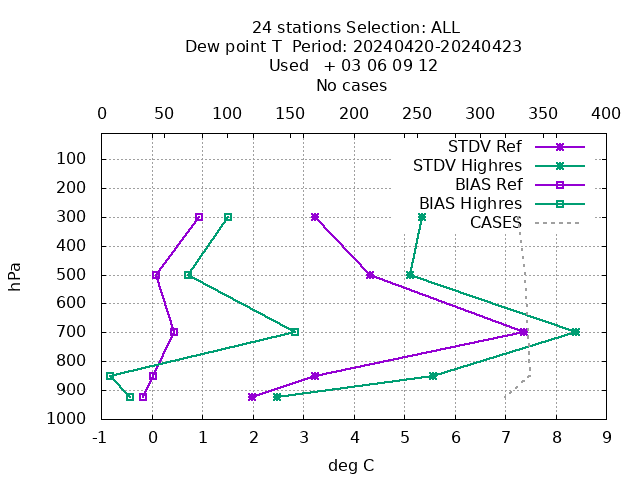 24 stations Selection: ALL
Dew point T  Period: 20240420-20240423
Used   + 03 06 09 12
No cases
0 50 100 150 200 250 300 350 400
STDV Ref
STDV Highres
BIAS Ref
BIAS Highres
CASES
hPa
100
200
300
400
500
600
700
800
900
1000
-1 0 1 2 3 4 5 6 7 8 9
deg C